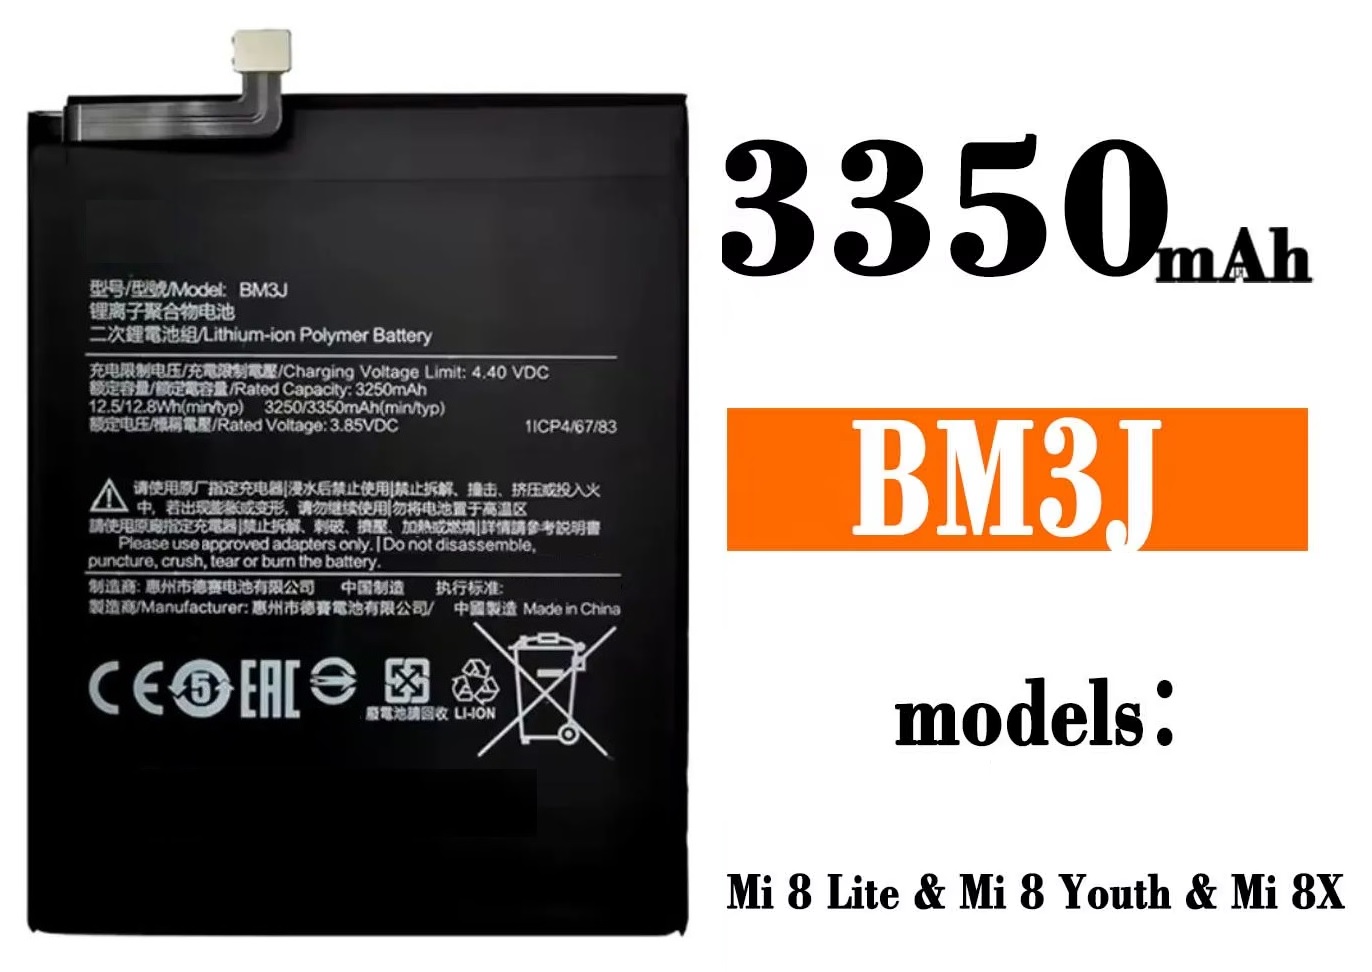 型号/型號/Model: BM3J
锂离子聚合物电池
二次鋰電池組/Lithium-ion Polymer Battery
充电限制电压/充電限制電壓/Charging Voltage Limit: 4.40 VDC
额定容量/額定電容量/Rated Capacity: 3250mAh
12.5/12.8Wh(min/typ) 3250/3350mAh(min/typ)
额定电压/標稱電壓/Rated Voltage: 3.85VDC 1ICP4/67/83
请使用原厂指定充电器|浸水后禁止使用|禁止拆解、撞击、挤压或投入火
中，若出现膨胀或变形，请勿继续使用|勿将电池置于高温区
請使用原廠指定充電器|禁止拆解、刺破、擠壓、加熱或燃燒|詳情請參考説明書
Please use approved adapters only. | Do not disassemble,
puncture, crush, tear or burn the battery.
制造商: 惠州市德赛电池有限公司 中国制造 执行标准:
製造商/Manufacturer: 惠州市德賽電池有限公司/ 中國製造 Made in China
CE 5 EAC
廢電池請回收 LI-ION
3350mAh
BM3J
models:
Mi 8 Lite & Mi 8 Youth & Mi 8X